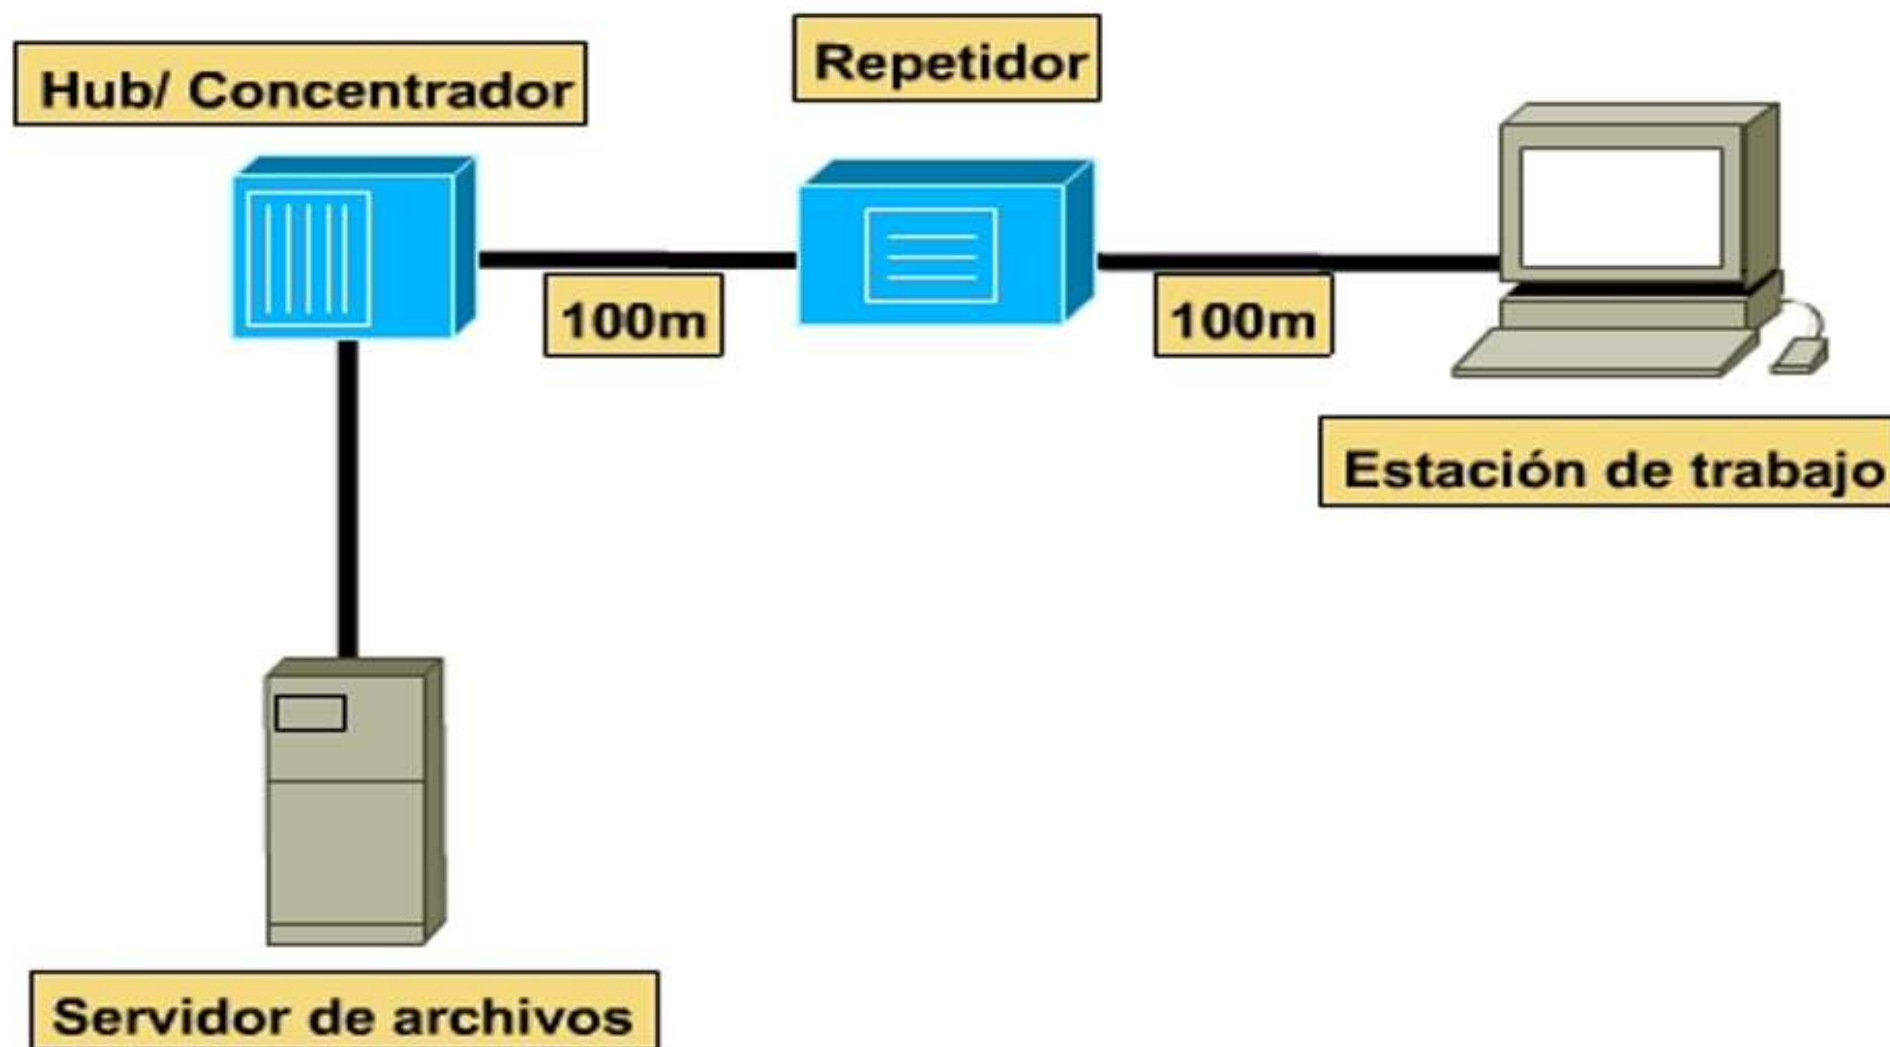 Hub/ Concentrador
Repetidor
100m
100m
Estación de trabajo
Servidor de archivos